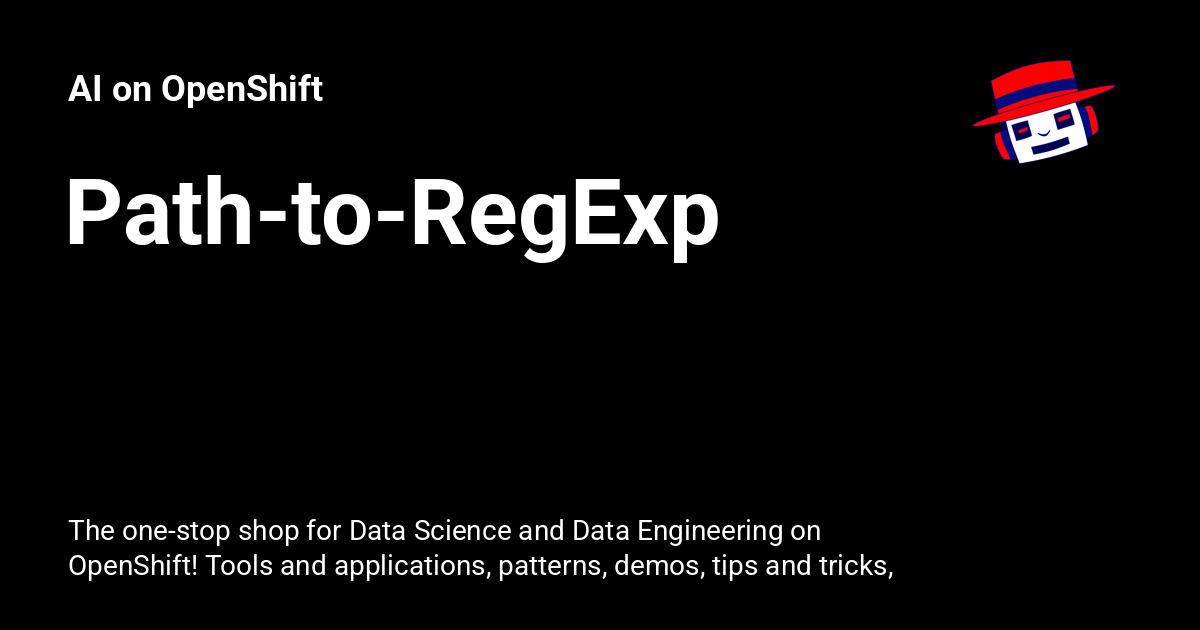 AI on OpenShift
Path-to-RegExp
The one-stop shop for Data Science and Data Engineering on
OpenShift! Tools and applications, patterns, demos, tips and tricks,